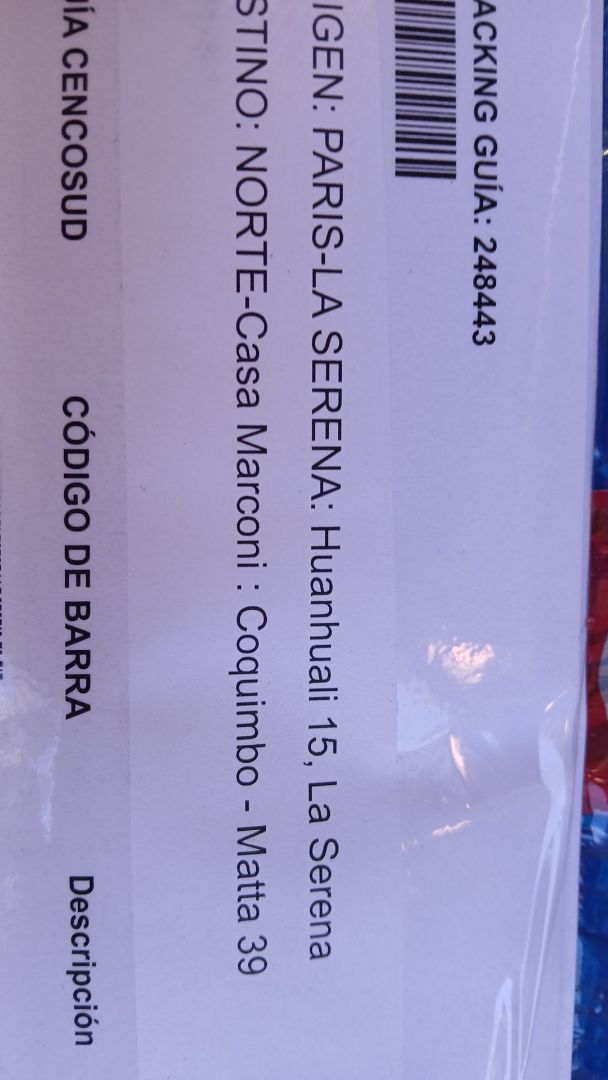 ACKING GUÍA: 248443
IGEN: PARIS-LA SERENA: Huanhuali 15, La Serena
STINO: NORTE-Casa Marconi : Coquimbo - Matta 39
ÍA CENCOSUD CÓDIGO DE BARRA Descripción